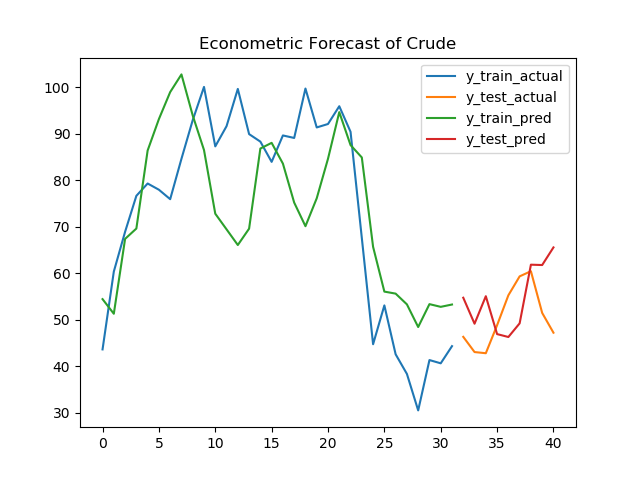 Econometric Forecast of Crude
y_train_actual
y_test_actual
y_train_pred
y_test_pred
100
90
80
70
60
50
40
30
0 5 10 15 20 25 30 35 40